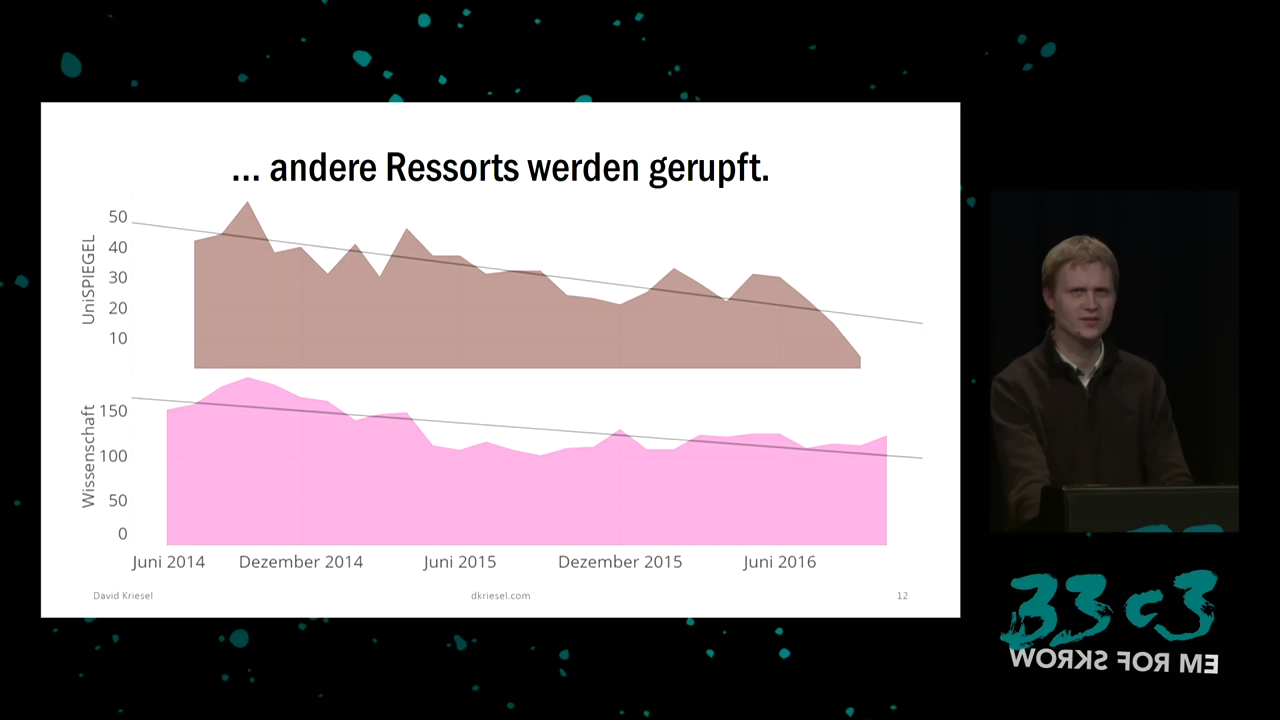 ... andere Ressorts werden gerupft.
UniSPIEGEL
50
40
30
20
10
Wissenschaft
150
100
50
0
Juni 2014
Dezember 2014
Juni 2015
Dezember 2015
Juni 2016
David Kriesel
dkriesel.com
12
33c3
WORKS FOR ME